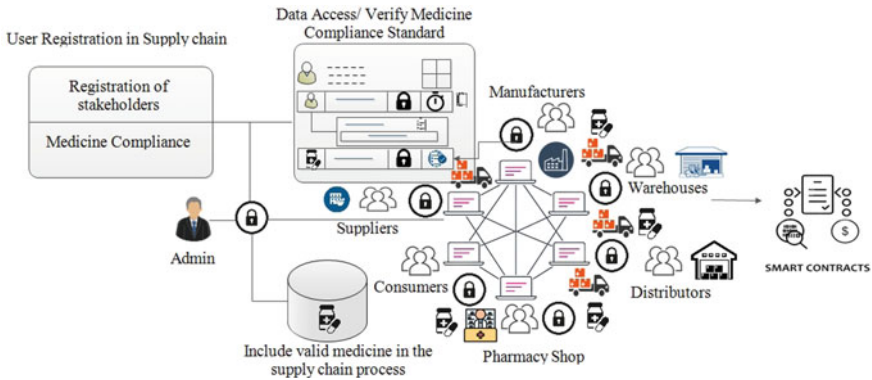 Data Access/ Verify Medicine
Compliance Standard
User Registration in Supply chain
Registration of
stakeholders
Medicine Compliance
Manufacturers
Warehouses
Suppliers
Admin
Consumers
Distributors
$
SMART CONTRACTS
Pharmacy Shop
Include valid medicine in the
supply chain process